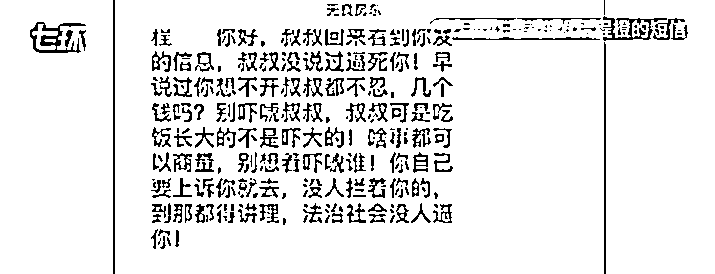 无良房东
七环
橙的短信
程 你好，叔叔回来看到你发
的信息，叔叔没说过逼死你！早
说过你想不开叔叔都不忍，几个
钱吗？别吓唬叔叔，叔叔可是吃
饭长大的不是吓大的！啥事都可
以商量，别想着吓唬谁！你自己
要上诉你就去，没人拦着你的，
到那都得讲理，法治社会没人逼
你！